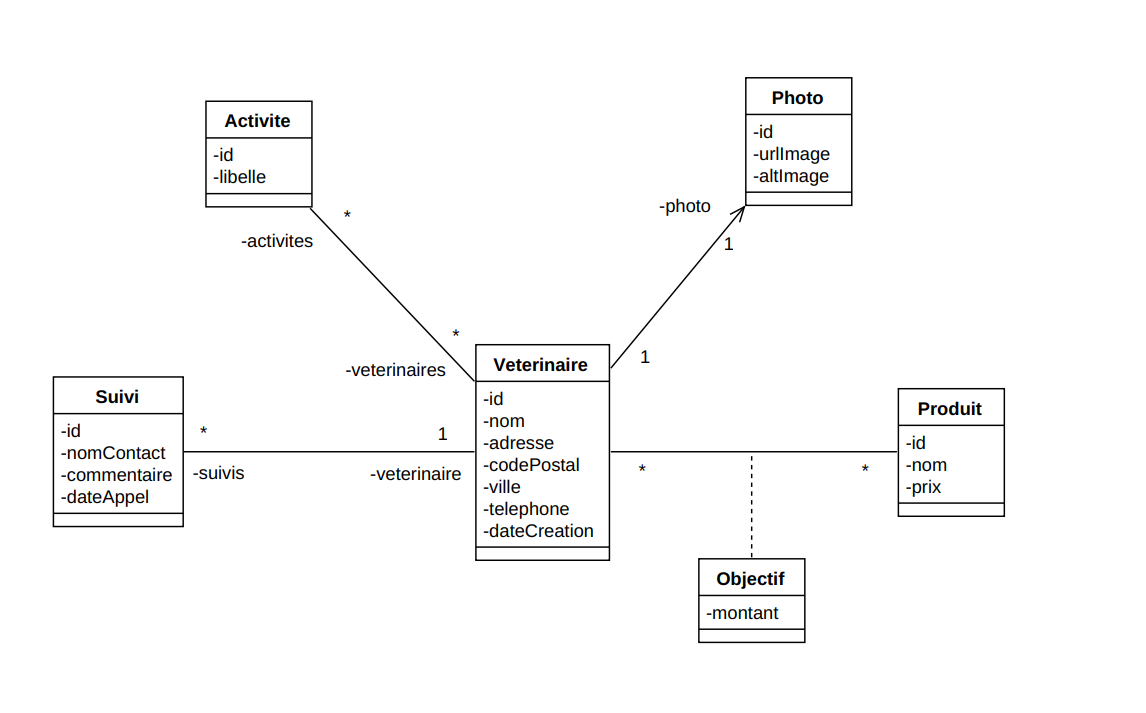 Activite
-id
-libelle
*
-activites
*
-veterinaires
Photo
-id
-urlImage
-altImage
-photo
1
1
Veterinaire
-id
-nom
-adresse
-codePostal
-ville
-telephone
-dateCreation
Suivi
-id
-nomContact
-commentaire
-dateAppel
*
-suivis
1
-veterinaire
*
*
Produit
-id
-nom
-prix
Objectif
-montant